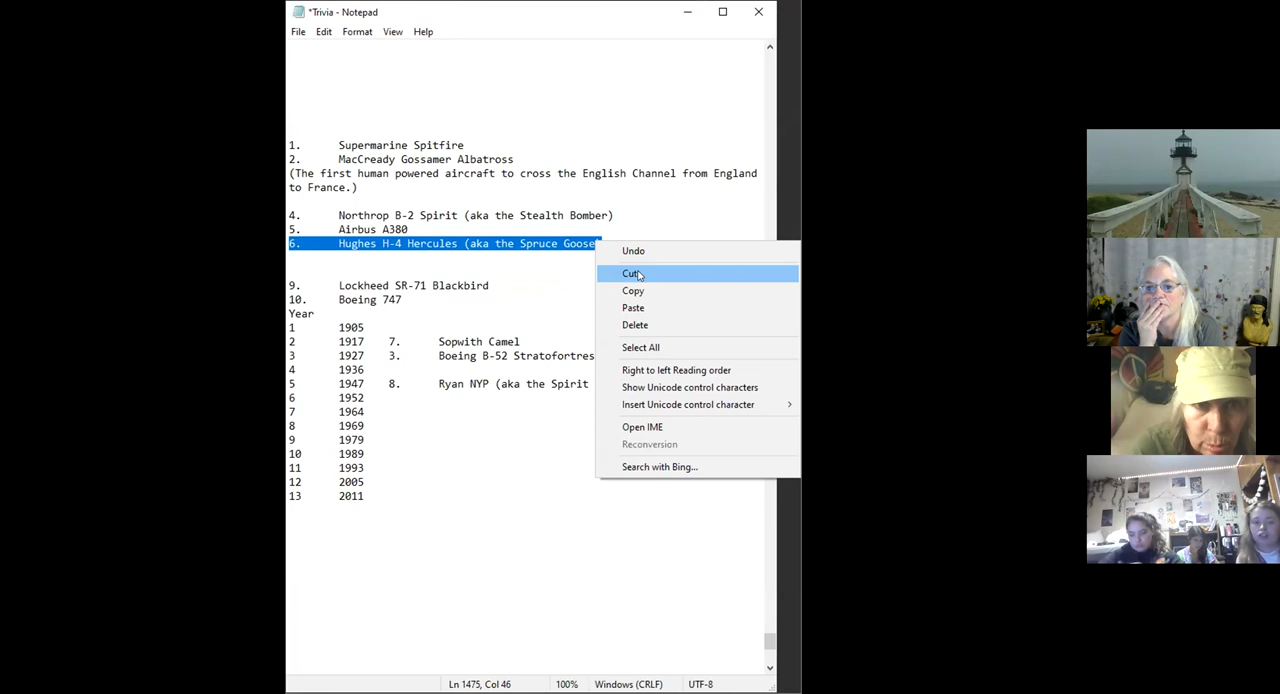 *Trivia - Notepad
File Edit Format View Help
1. Supermarine Spitfire
2. MacCready Gossamer Albatross
(The first human powered aircraft to cross the English Channel from England
to France.)
4. Northrop B-2 Spirit (aka the Stealth Bomber)
5. Airbus A380
6. Hughes H-4 Hercules (aka the Spruce Goose)
9. Lockheed SR-71 Blackbird
10. Boeing 747
Year
1 1905
2 1917 7. Sopwith Camel
3 1927 3. Boeing B-52 Stratofortres
4 1936
5 1947 8. Ryan NYP (aka the Spirit
6 1952
7 1964
8 1969
9 1979
10 1989
11 1993
12 2005
13 2011
Undo
Cut
Copy
Paste
Delete
Select All
Right to left Reading order
Show Unicode control characters
Insert Unicode control character
Open IME
Reconversion
Search with Bing...
Ln 1475, Col 46 100% Windows (CRLF) UTF-8